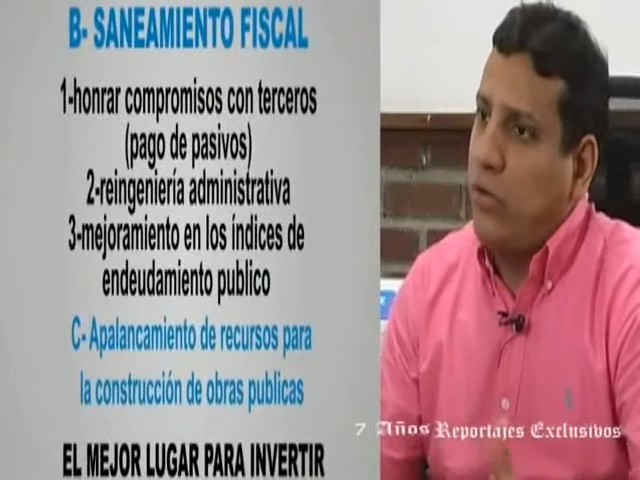 B- SANEAMIENTO FISCAL
1-honrar compromisos con terceros
(pago de pasivos)
2-reingeniería administrativa
3-mejoramiento en los índices de
endeudamiento publico
C- Apalancamiento de recursos para
la construcción de obras publicas
EL MEJOR LUGAR PARA INVERTIR
7 Años Reportajes Exclusivos